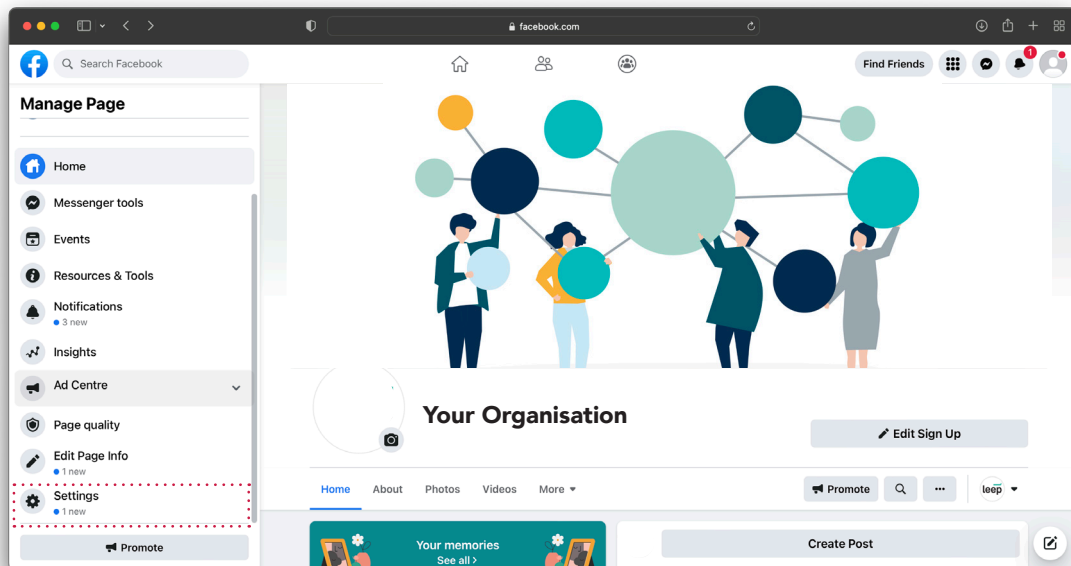 facebook.com
Search Facebook
Find Friends
1
Manage Page
Home
Messenger tools
Events
Resources & Tools
Notifications
3 new
Insights
Ad Centre
Page quality
Edit Page Info
1 new
Settings
1 new
Promote
Your Organisation
Edit Sign Up
Home About Photos Videos More
Promote
leep
Your memories
See all >
Create Post